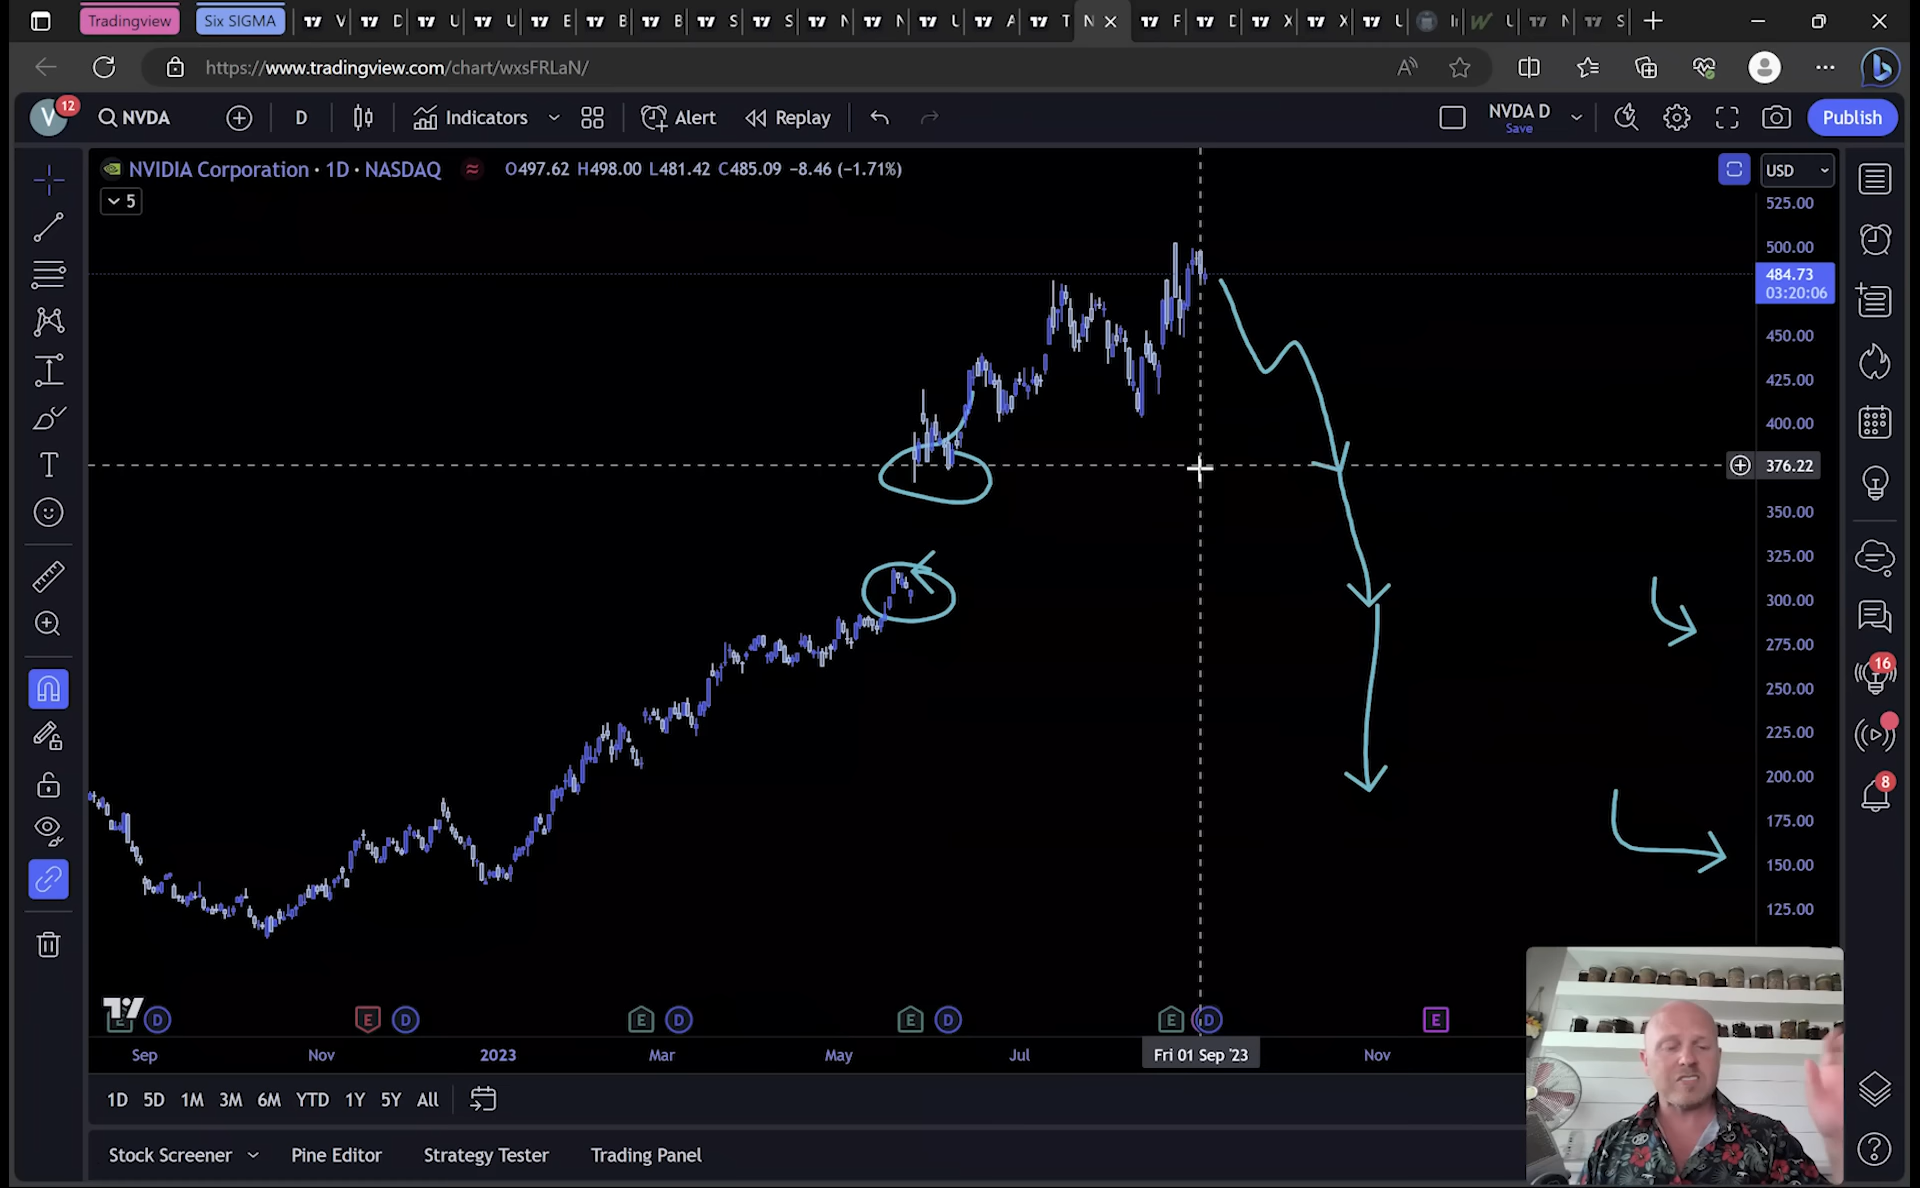 Tradingview
Six SIGMA
V
D
U
U
E
B
B
S
S
N
N
U
A
T
N
F
D
X
X
U
U
N
S
https://www.tradingview.com/chart/wxsFRLaN/
V
12
NVDA
D
Indicators
Alert
Replay
NVDA D
Save
Publish
NVIDIA Corporation · 1D · NASDAQ
O497.62 H498.00 L481.42 C485.09 −8.46 (−1.71%)
5
USD
525.00
500.00
484.73
03:20:06
450.00
425.00
400.00
376.22
350.00
325.00
300.00
275.00
250.00
225.00
200.00
175.00
150.00
125.00
16
8
E D E D E D E D E D E
Sep
Nov
2023
Mar
May
Jul
Fri 01 Sep '23
Nov
1D 5D 1M 3M 6M YTD 1Y 5Y All
Stock Screener
Pine Editor
Strategy Tester
Trading Panel